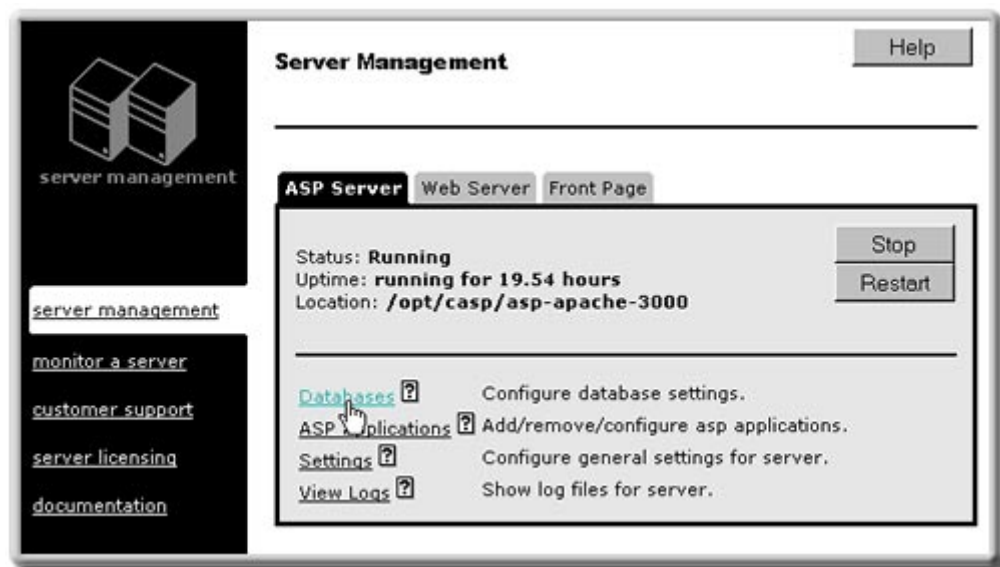 Server Management
Help
server management
ASP Server Web Server Front Page
Status: Running
Uptime: running for 19.54 hours
Location: /opt/casp/asp-apache-3000
Stop
Restart
server management
monitor a server
customer support
server licensing
documentation
Databases ? Configure database settings.
ASP Applications ? Add/remove/configure asp applications.
Settings ? Configure general settings for server.
View Logs ? Show log files for server.